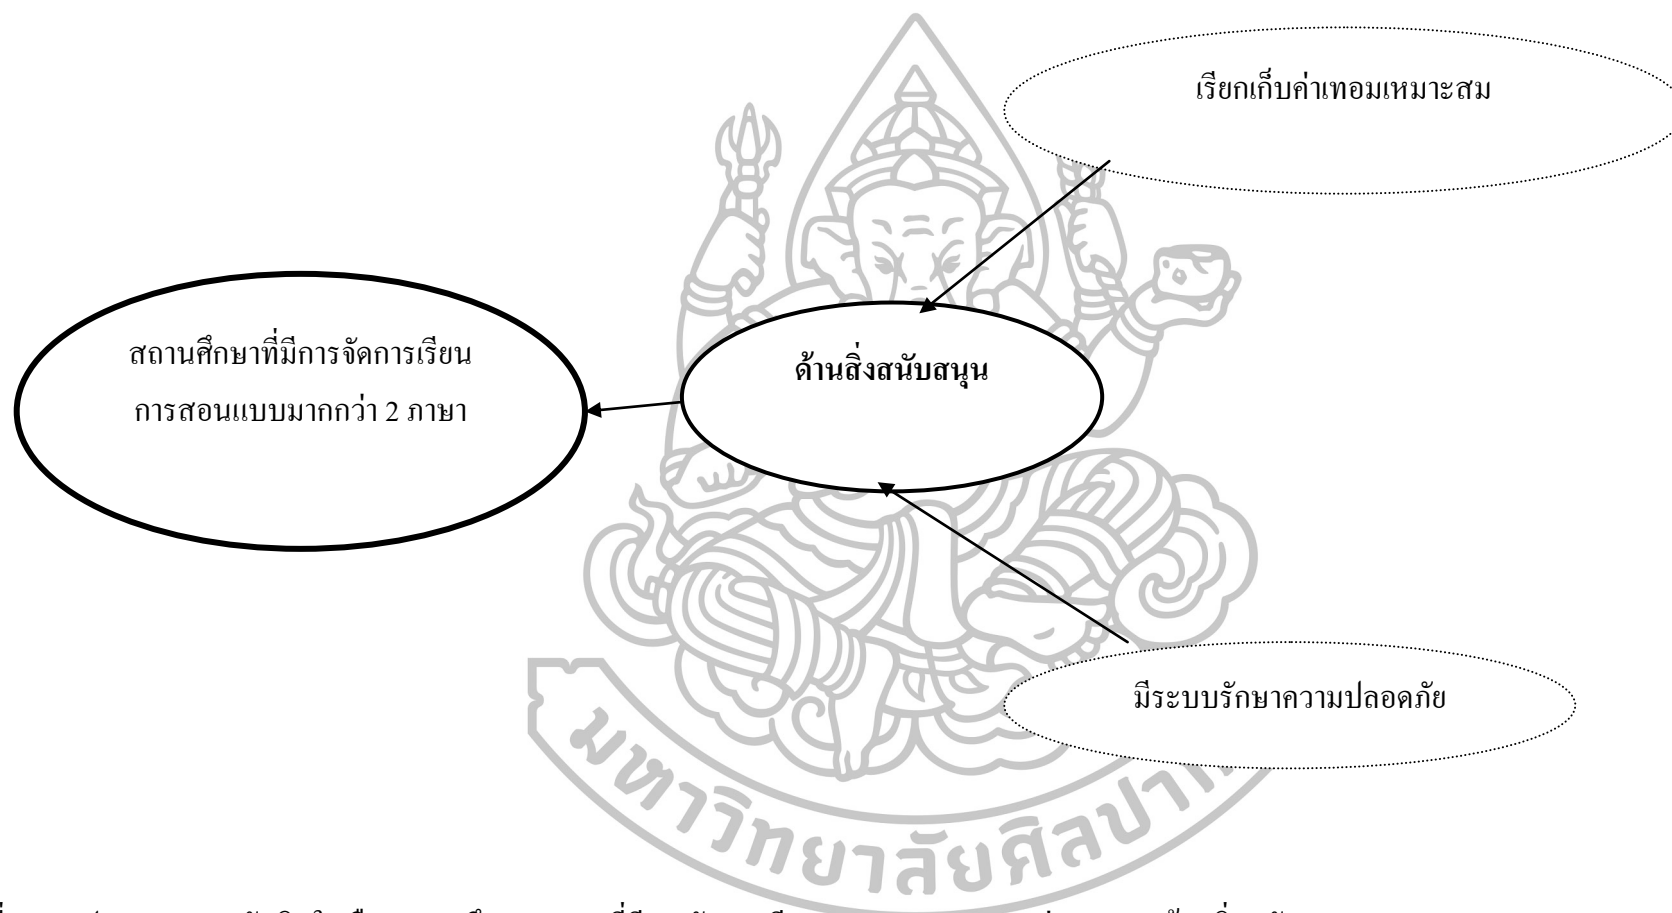 เรียกเก็บค่าเทอมเหมาะสม
สถานศึกษาที่มีการจัดการเรียน
การสอนแบบมากกว่า 2 ภาษา
ด้านสิ่งสนับสนุน
มีระบบรักษาความปลอดภัย
มหาวิทยาลัยศิลปาก